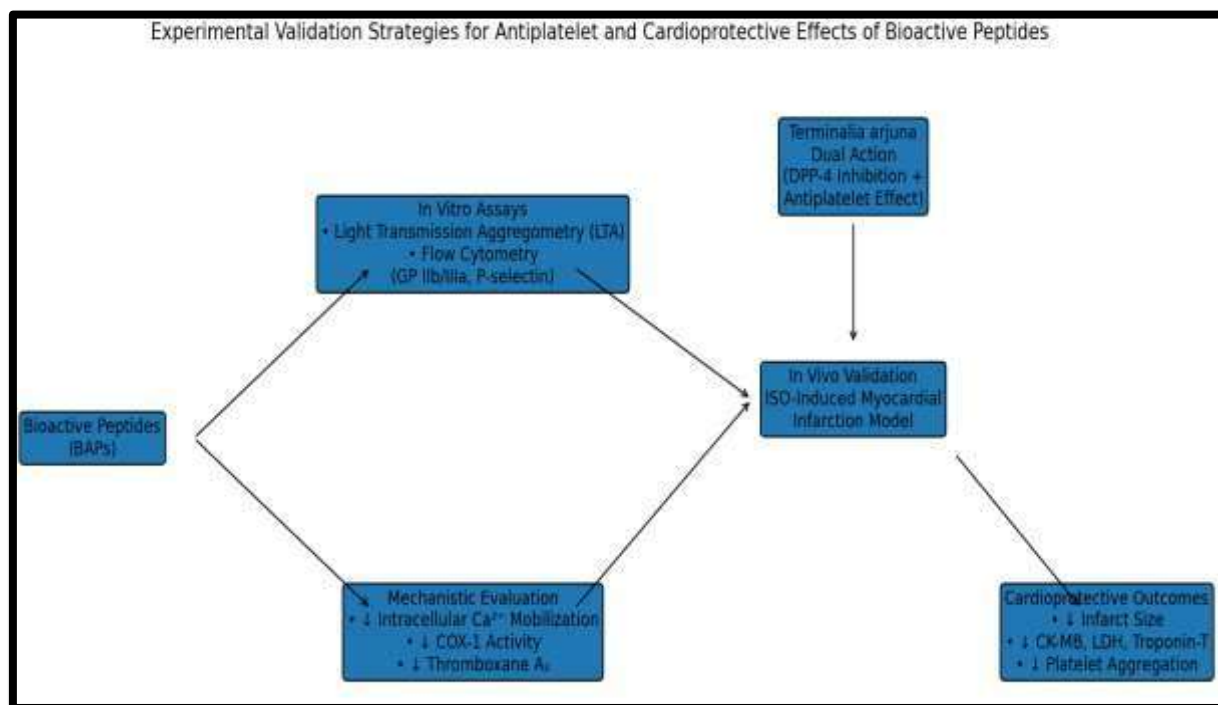 Experimental Validation Strategies for Antiplatelet and Cardioprotective Effects of Bioactive Peptides
Terminalia arjuna
Dual Action
(DPP-4 Inhibition +
Antiplatelet Effect)
In Vitro Assays
• Light Transmission Aggregometry (LTA)
• Flow Cytometry
(GP IIb/IIIa, P-selectin)
In Vivo Validation
ISO-Induced Myocardial
Infarction Model
Bioactive Peptides
(BAPs)
Mechanistic Evaluation
• ↓ Intracellular Ca²⁺ Mobilization
• ↓ COX-1 Activity
• ↓ Thromboxane A₂
Cardioprotective Outcomes
• ↓ Infarct Size
• ↓ CK-MB, LDH, Troponin-T
• ↓ Platelet Aggregation